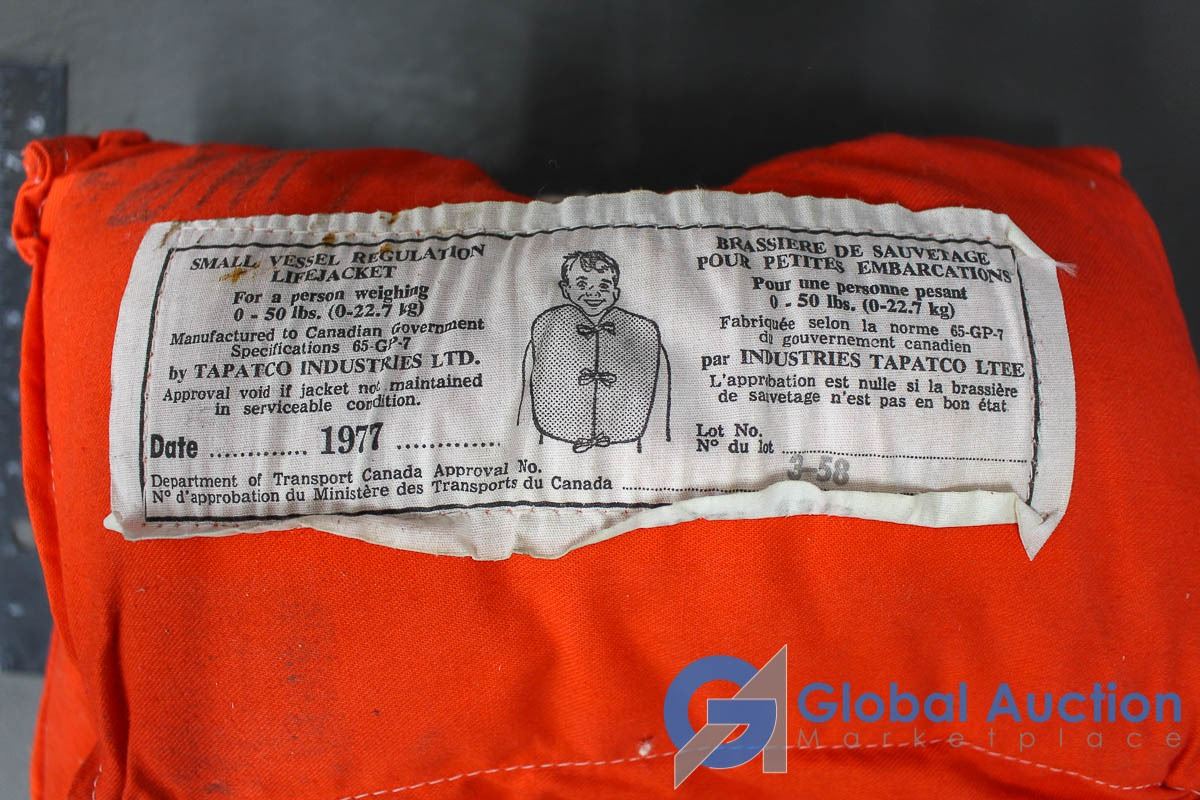 SMALL VESSEL REGULATION
LIFEJACKET
For a person weighing
0 - 50 lbs. (0-22.7 kg)
Manufactured to Canadian Government
Specifications 65-GP-7
by TAPATCO INDUSTRIES LTD.
Approval void if jacket not maintained
in serviceable condition.
Date ............ 1977 ..................
Department of Transport Canada Approval No.
N° d'approbation du Ministère des Transports du Canada
BRASSIERE DE SAUVETAGE
POUR PETITES EMBARCATIONS
Pour une personne pesant
0 - 50 lbs. (0-22.7 kg)
Fabriquée selon la norme 65-GP-7
du gouvernement canadien
par INDUSTRIES TAPATCO LTEE
L'approbation est nulle si la brassière
de sauvetage n'est pas en bon état
Lot No.
N° du lot
3-58
Global Auction
Marketplace